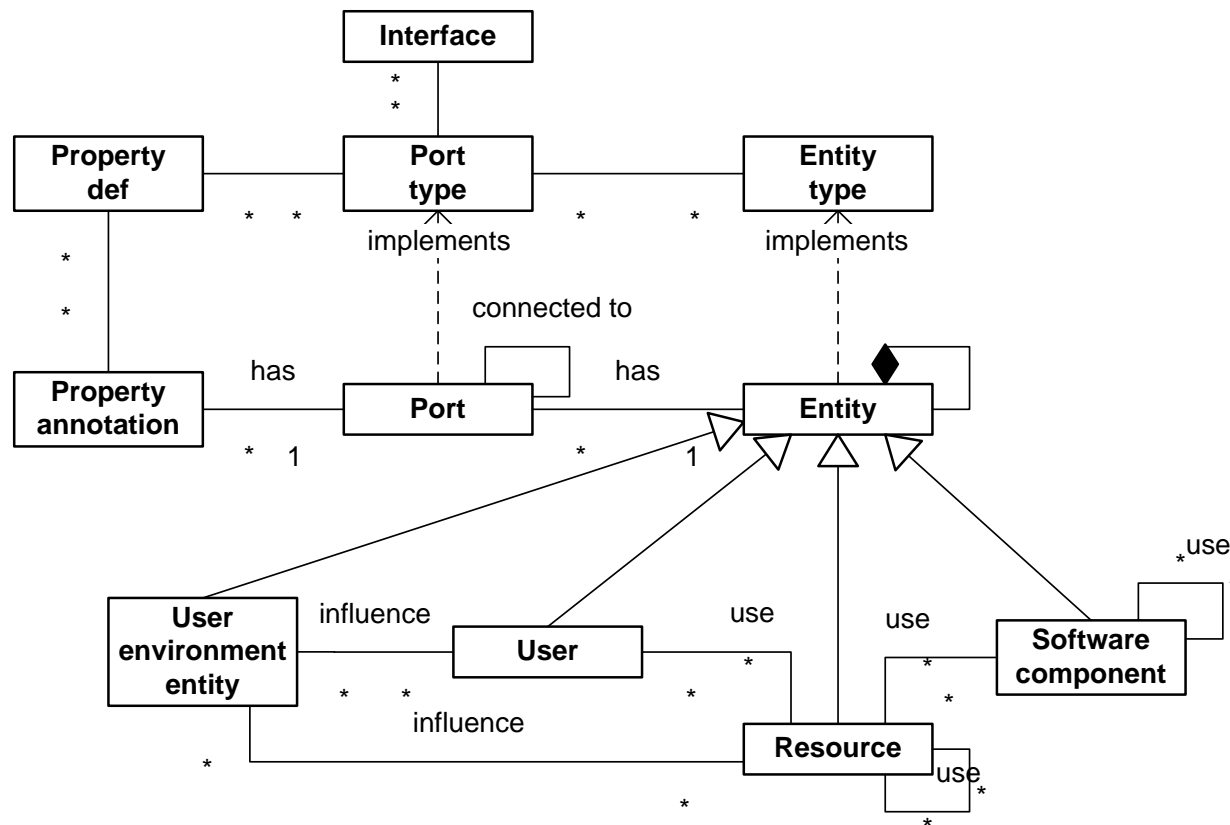 Interface
*
*
Property
def
Port
type
Entity
type
* *
* *
implements
implements
*
*
connected to
has
has
Property
annotation
Port
Entity
* 1
* 1
use
*
User
environment
entity
influence
User
use
*
use
*
Software
component
* *
*
*
influence
Resource
*
*
use
*
*